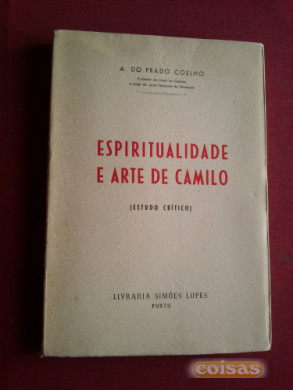 A. DO PRADO COELHO
ESPIRITUALIDADE
E ARTE DE CAMILO
(ESTUDO CRÍTICO)
LIVRARIA SIMÕES LOPES
PORTO
coisas